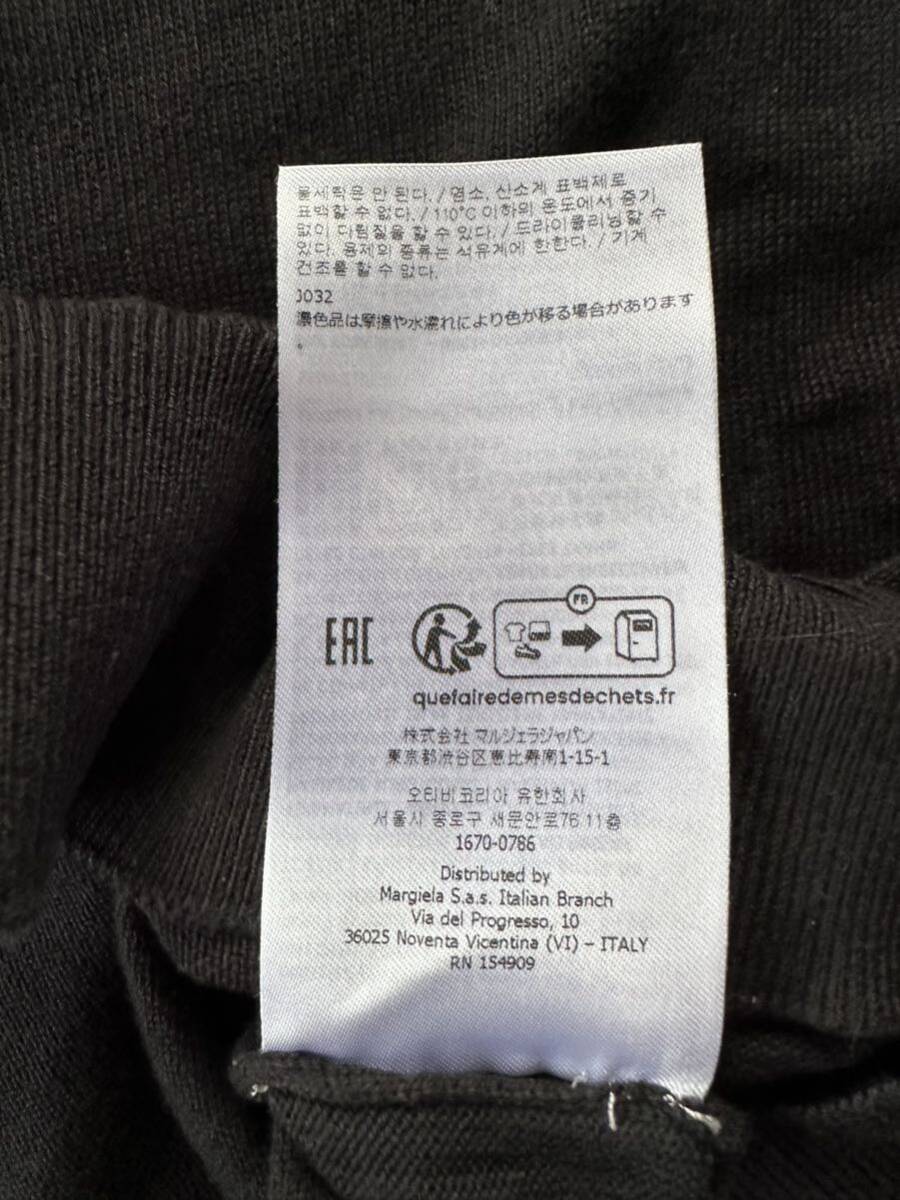 물세탁은 안 된다. / 염소, 산소계 표백제로
표백할 수 없다. / 110°C 이하의 온도에서 증기
없이 다림질을 할 수 있다. / 드라이클리닝할 수
있다. 용제의 종류는 석유계에 한한다. / 기계
건조를 할 수 없다.
J032
濃色品は摩擦や水濡れにより色が移る場合があります
。
EAC
FR
quefairedemesdechets.fr
株式会社 マルジェラジャパン
東京都渋谷区恵比寿南1-15-1
오티비코리아 유한회사
서울시 종로구 새문안로76 11층
1670-0786
Distributed by
Margiela S.a.s. Italian Branch
Via del Progresso, 10
36025 Noventa Vicentina (VI) – ITALY
RN 154909